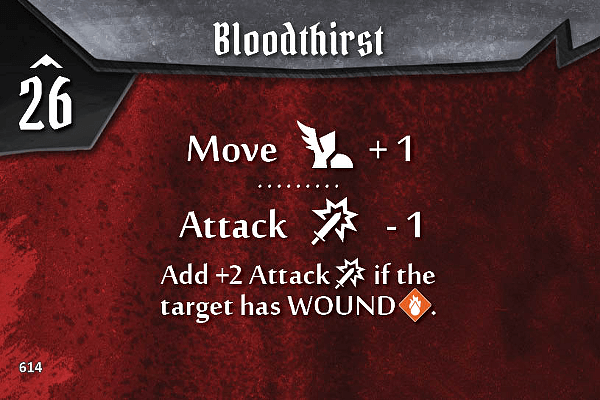 Bloodthirst
26
Move + 1
Attack - 1
Add +2 Attack if the
target has WOUND.
614